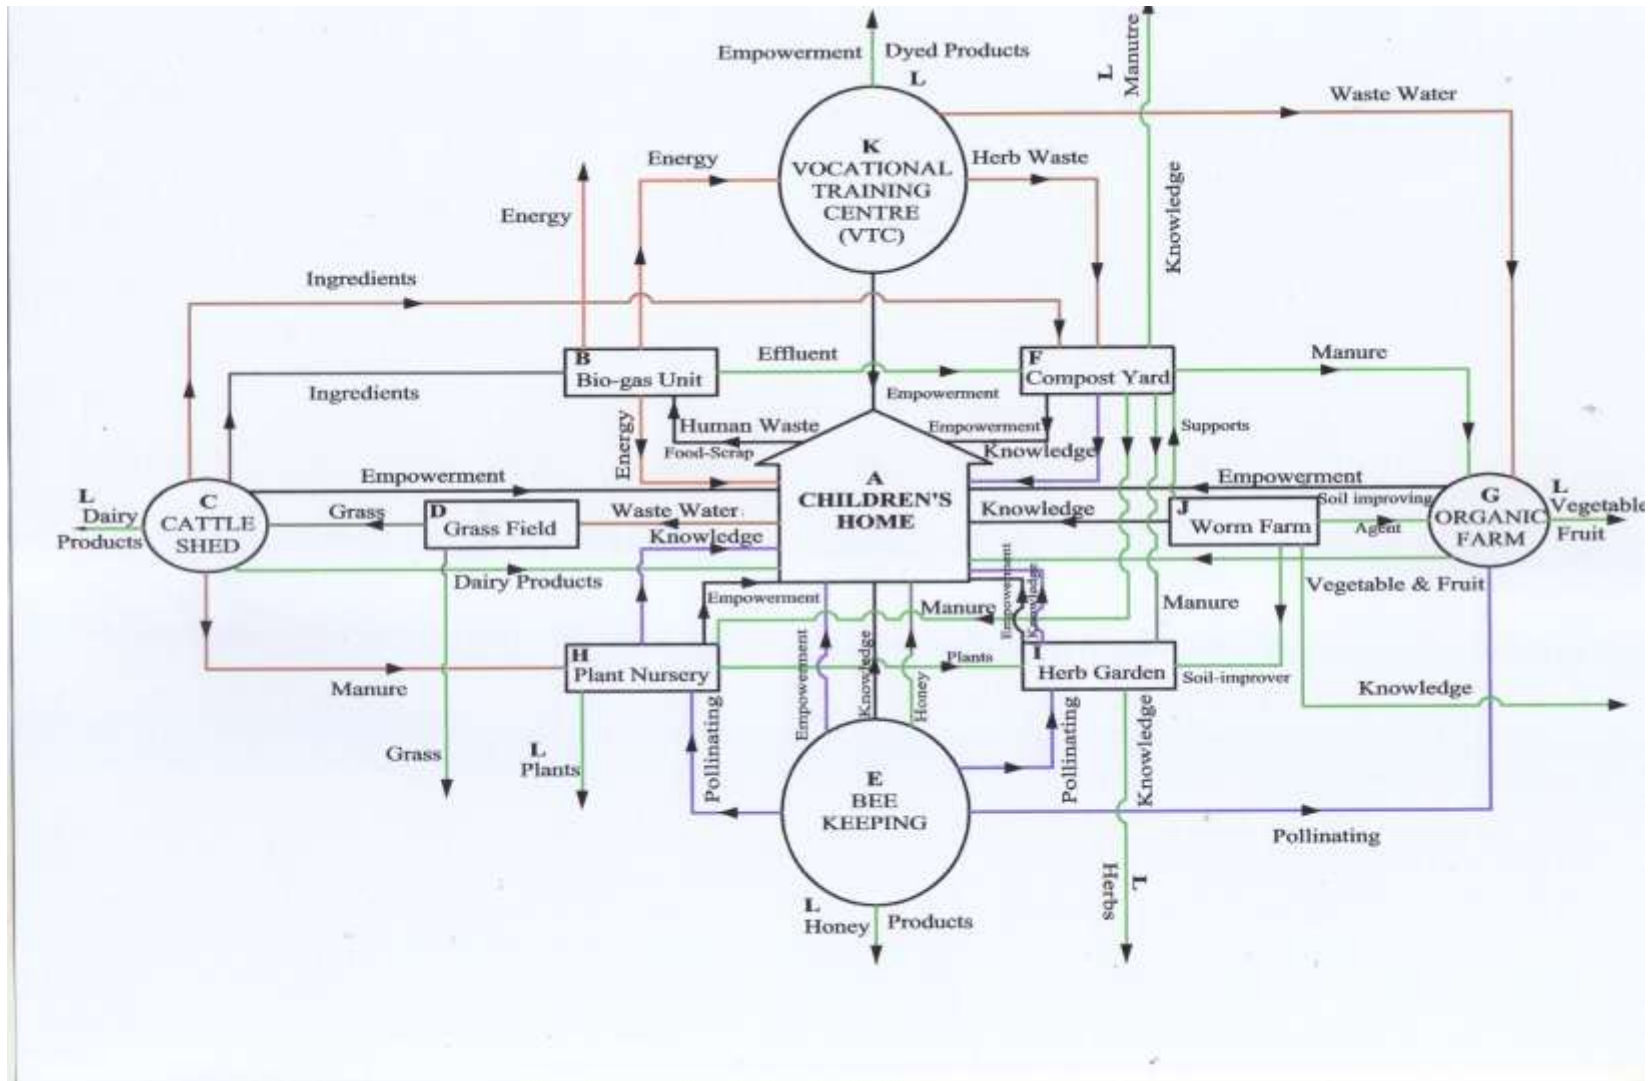 Empowerment
Dyed Products
L
L
Manutre
Waste Water
K
VOCATIONAL
TRAINING
CENTRE
(VTC)
Energy
Herb Waste
Energy
Knowledge
Ingredients
B
Bio-gas Unit
Effluent
F
Compost Yard
Manure
Ingredients
Empowerment
Human Waste
Food-Scrap
Energy
Empowerment
Knowledge
Supports
Empowerment
A
CHILDREN'S
HOME
Empowerment
C
CATTLE
SHED
L
Dairy
Products
Grass
D
Grass Field
Waste Water
Knowledge
Knowledge
J
Worm Farm
Soil improving
Agent
G
ORGANIC
FARM
L
Vegetable
Fruit
Dairy Products
Vegetable & Fruit
Empowerment
Empowerment
Knowledge
Manure
Manure
H
Plant Nursery
Plants
I
Herb Garden
Soil-improver
Manure
Knowledge
Empowerment
Knowledge
Honey
Grass
L
Plants
Pollinating
Pollinating
Knowledge
E
BEE
KEEPING
Pollinating
L
Honey
Products
L
Herbs